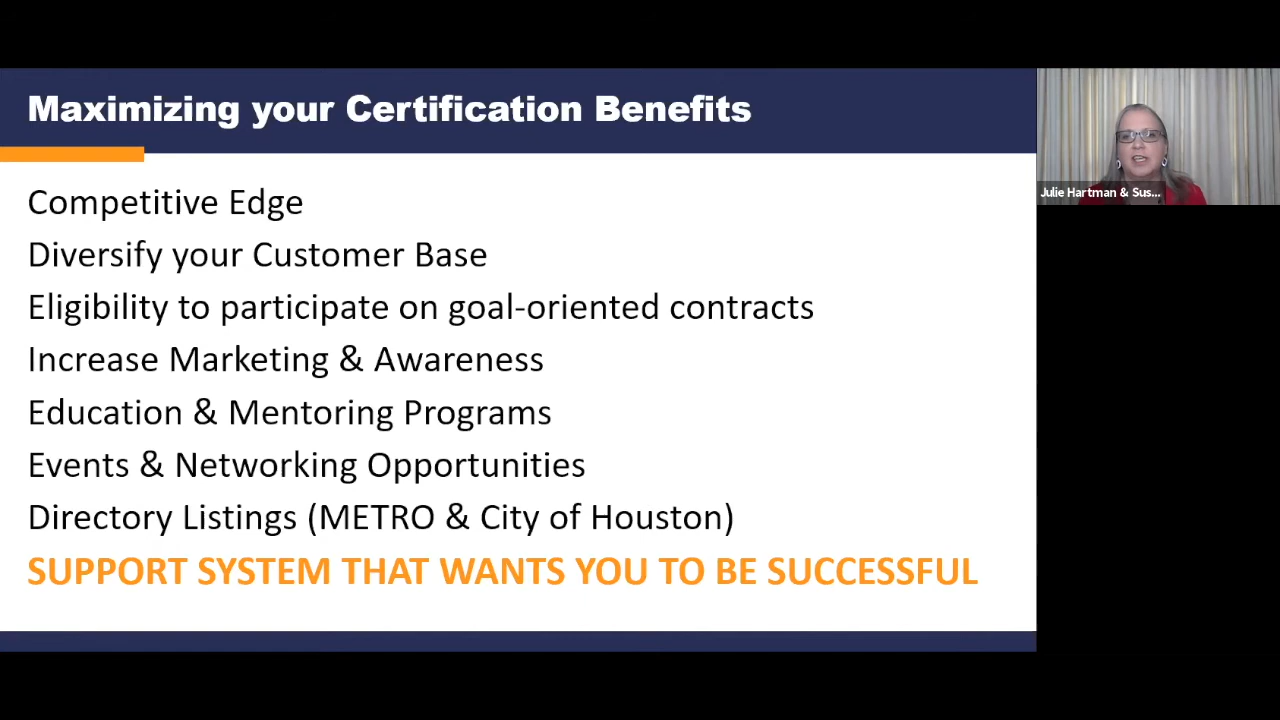 Maximizing your Certification Benefits
Competitive Edge
Diversify your Customer Base
Eligibility to participate on goal-oriented contracts
Increase Marketing & Awareness
Education & Mentoring Programs
Events & Networking Opportunities
Directory Listings (METRO & City of Houston)
SUPPORT SYSTEM THAT WANTS YOU TO BE SUCCESSFUL
Julie Hartman & Sus...